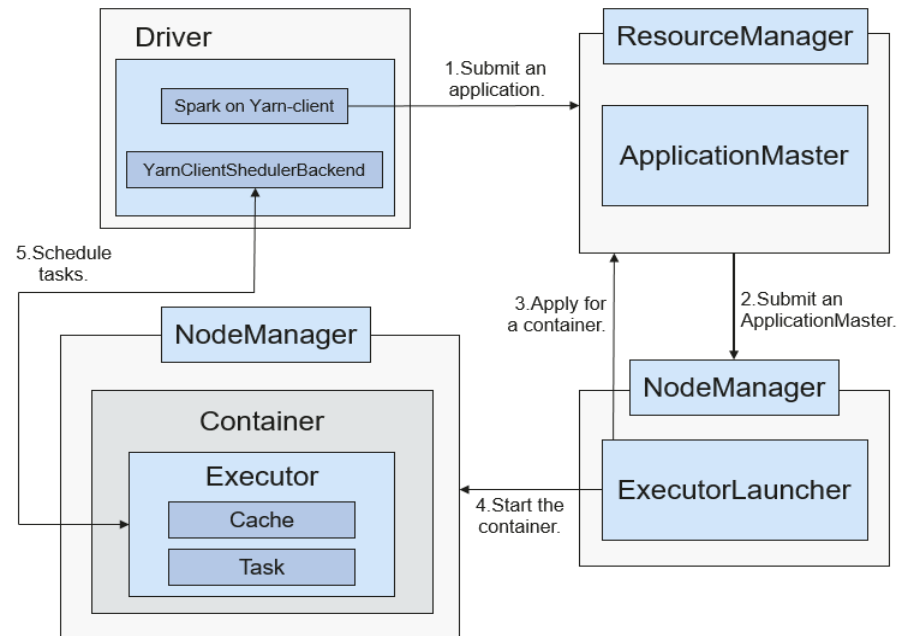 Driver
Spark on Yarn-client
YarnClientShedulerBackend
1.Submit an
application.
ResourceManager
ApplicationMaster
5.Schedule
tasks.
3.Apply for
a container.
2.Submit an
ApplicationMaster.
NodeManager
Container
Executor
Cache
Task
4.Start the
container.
NodeManager
ExecutorLauncher